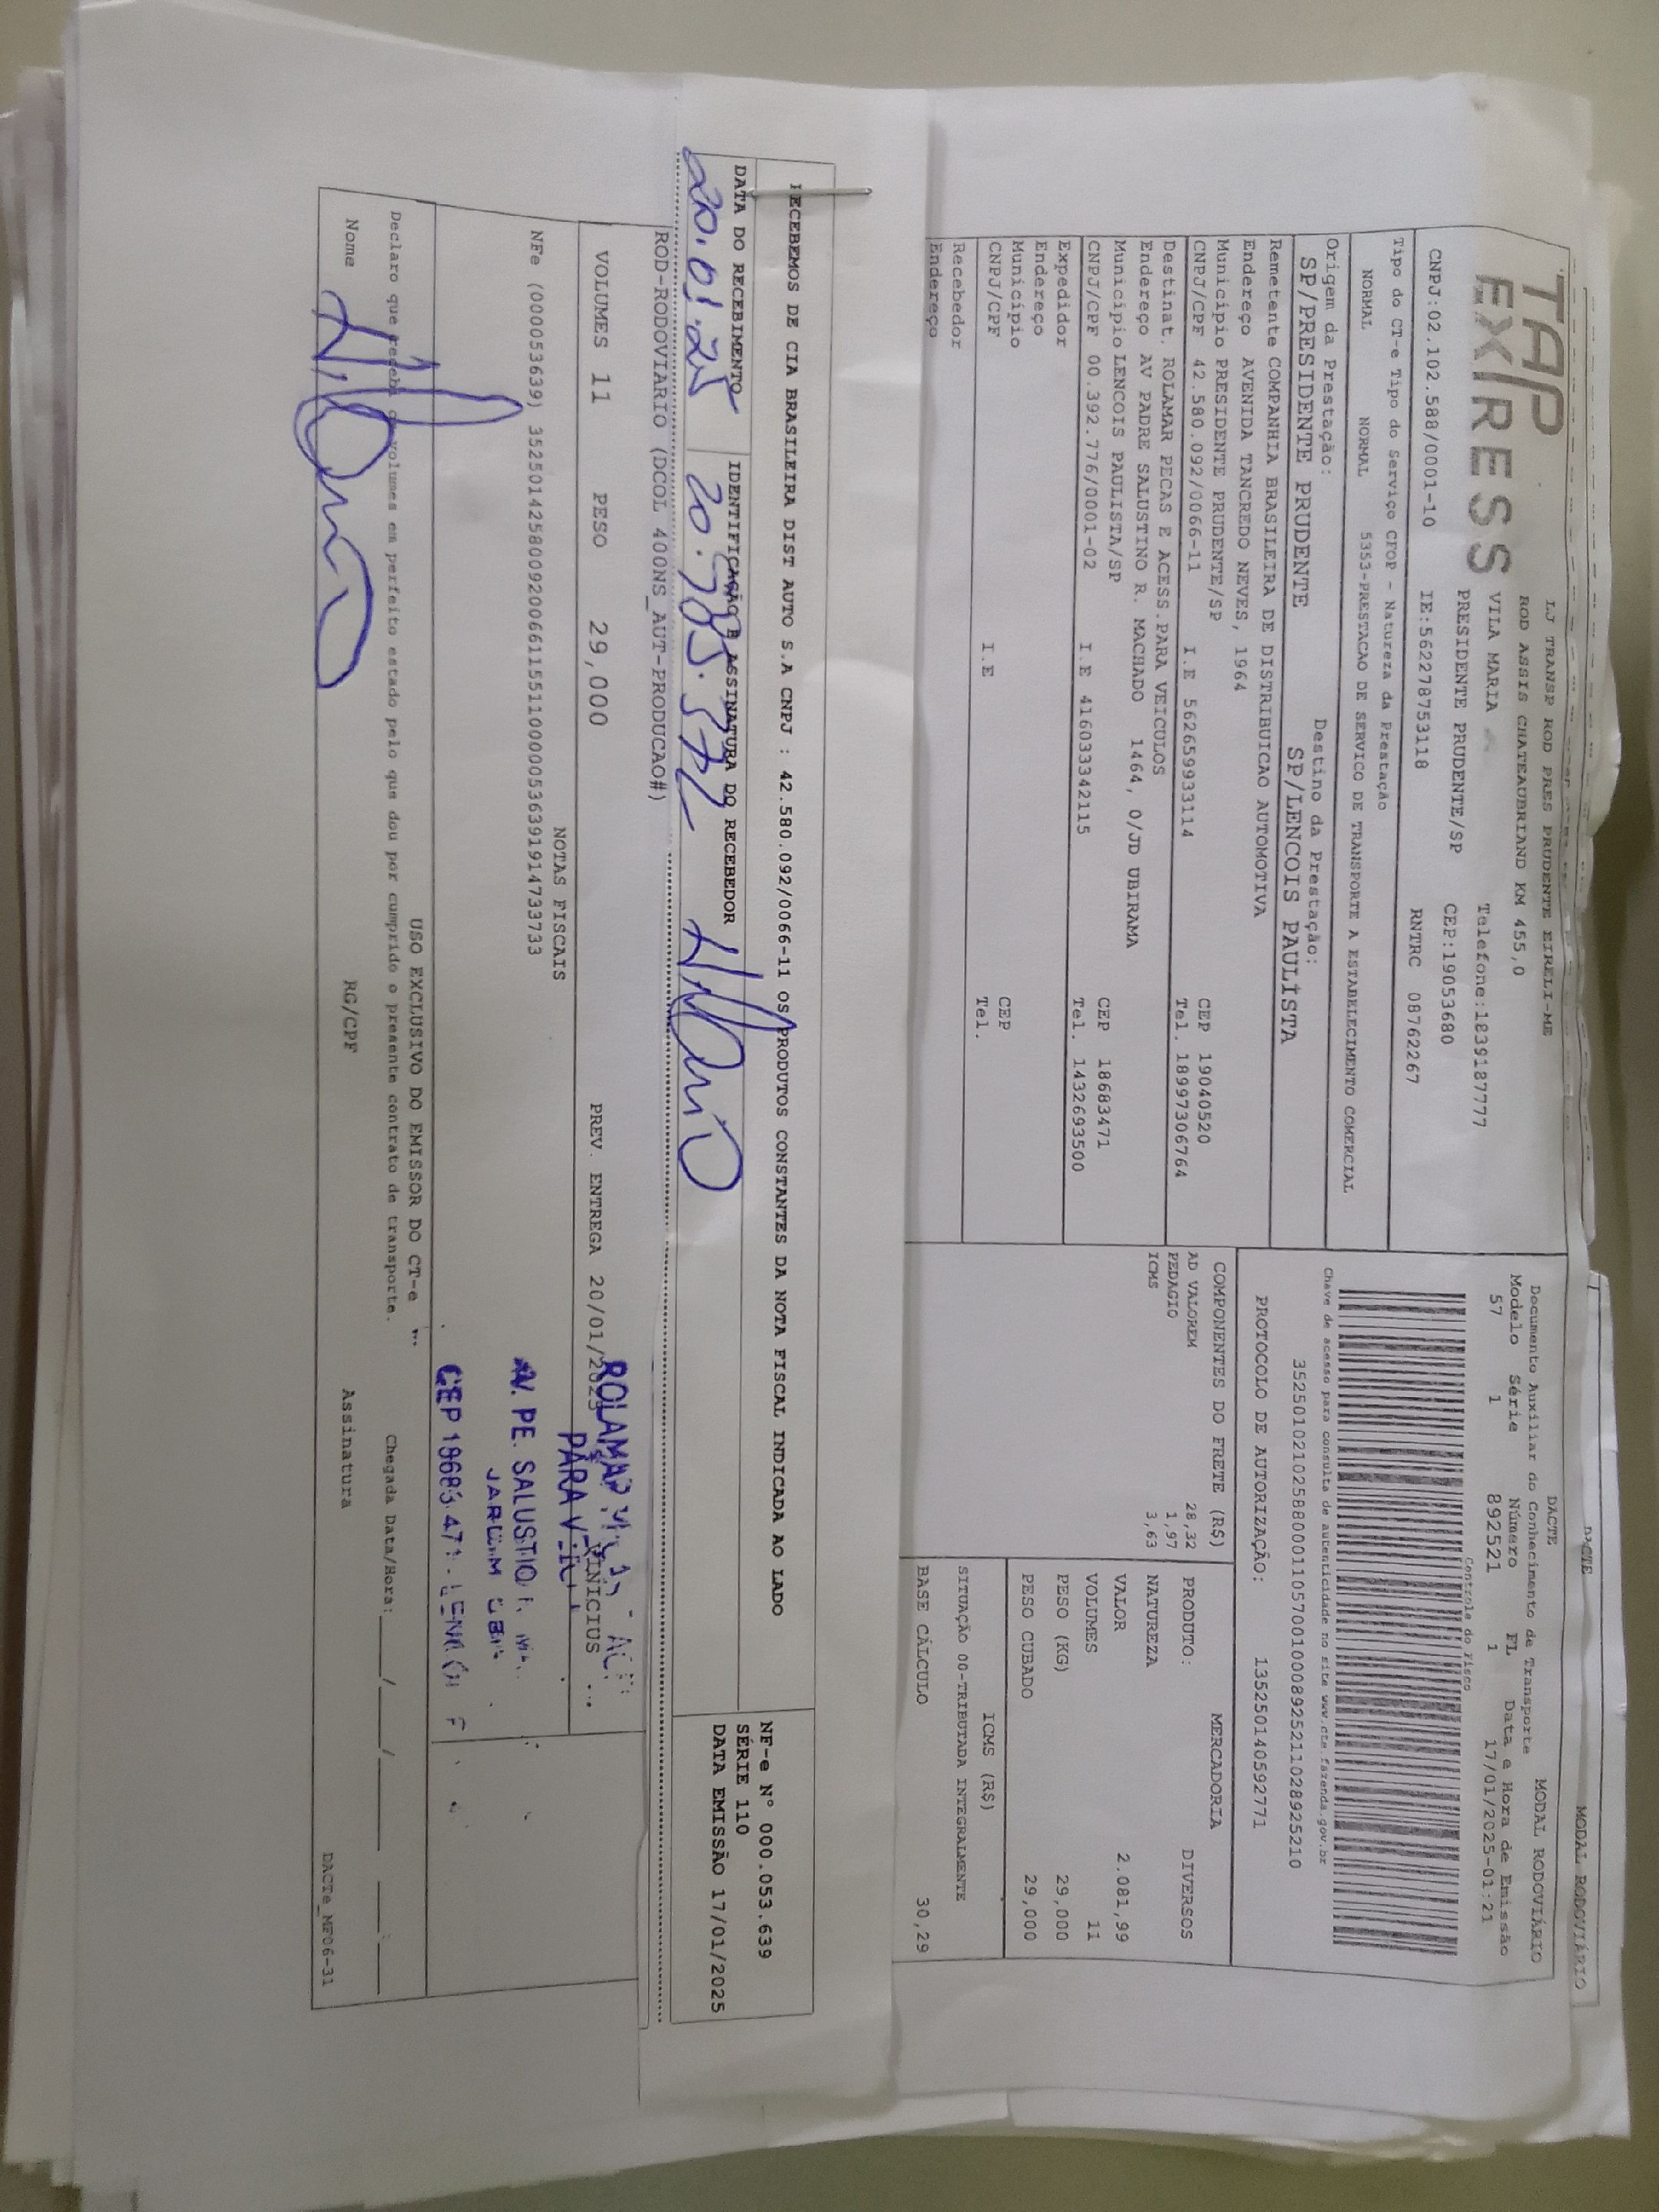 DACTE MODAL RODOVIÁRIO
TAP
EXPRESS
LJ TRANSP ROD PRES PRUDENTE EIRELI-ME
ROD ASSIS CHATEAUBRIAND KM 455,0
VILA MARIA Telefone:1839187777
PRESIDENTE PRUDENTE/SP CEP:19053680
CNPJ:02.102.588/0001-10 IE:562278753118 RNTRC 08762267
DACTE MODAL RODOVIÁRIO
Documento Auxiliar do Conhecimento de Transporte
Modelo Série Número FL Data e Hora de Emissão
57 1 892521 1 17/01/2025-01:21
Controle do Fisco
Chave de acesso para consulta de autenticidade no site www.cte.fazenda.gov.br
35250102102588000110570010008925211028925210
PROTOCOLO DE AUTORIZAÇÃO: 135250140592771
Tipo do CT-e Tipo do Serviço CFOP - Natureza da Prestação
NORMAL NORMAL 5353-PRESTACAO DE SERVICO DE TRANSPORTE A ESTABELECIMENTO COMERCIAL
Origem da Prestação: Destino da Prestação:
SP/PRESIDENTE PRUDENTE SP/LENCOIS PAULISTA
Remetente COMPANHIA BRASILEIRA DE DISTRIBUICAO AUTOMOTIVA
Endereço AVENIDA TANCREDO NEVES, 1964
Município PRESIDENTE PRUDENTE/SP CEP 19040520
CNPJ/CPF 42.580.092/0066-11 I.E 562659933114 Tel. 18997306764
Destinat. ROLAMAR PECAS E ACESS.PARA VEICULOS
Endereço AV PADRE SALUSTINO R. MACHADO 1464, 0/JD UBIRAMA
Município LENCOIS PAULISTA/SP CEP 18683471
CNPJ/CPF 00.392.776/0001-02 I.E 416033342115 Tel. 1432693500
Expedidor
Endereço
Município CEP
CNPJ/CPF I.E Tel.
Recebedor
Endereço
COMPONENTES DO FRETE (R$)
AD VALOREM 28,32
PEDAGIO 1,97
ICMS 3,63
MERCADORIA
PRODUTO: DIVERSOS
NATUREZA
VALOR 2.081,99
VOLUMES 11
PESO (KG) 29,000
PESO CUBADO 29,000
ICMS (R$)
SITUAÇÃO 00-TRIBUTADA INTEGRALMENTE
BASE CÁLCULO 30,29
RECEBEMOS DE CIA BRASILEIRA DIST AUTO S.A CNPJ : 42.580.092/0066-11 OS PRODUTOS CONSTANTES DA NOTA FISCAL INDICADA AO LADO
DATA DO RECEBIMENTO IDENTIFICAÇÃO E ASSINATURA DO RECEBEDOR
20.01.25
NF-e Nº 000.053.639
SÉRIE 110
DATA EMISSÃO 17/01/2025
ROD-RODOVIARIO (DCOL 400NS_AUT-PRODUCAO#)
VOLUMES 11 PESO 29,000 PREV. ENTREGA 20/01/2025 VINICIUS
NOTAS FISCAIS
NFe (000053639) 35250142580092006611551100000536391914733733
ROLAMAR
PARA
AV. PE. SALUSTIO
JARDIM
CEP 18683-471
USO EXCLUSIVO DO EMISSOR DO CT-e
Declaro que recebi os volumes em perfeito estado pelo que dou por cumprido o presente contrato de transporte. Chegada Data/Hora:___/___/____ ___:___
Nome RG/CPF Assinatura
DACTe_MF06-31